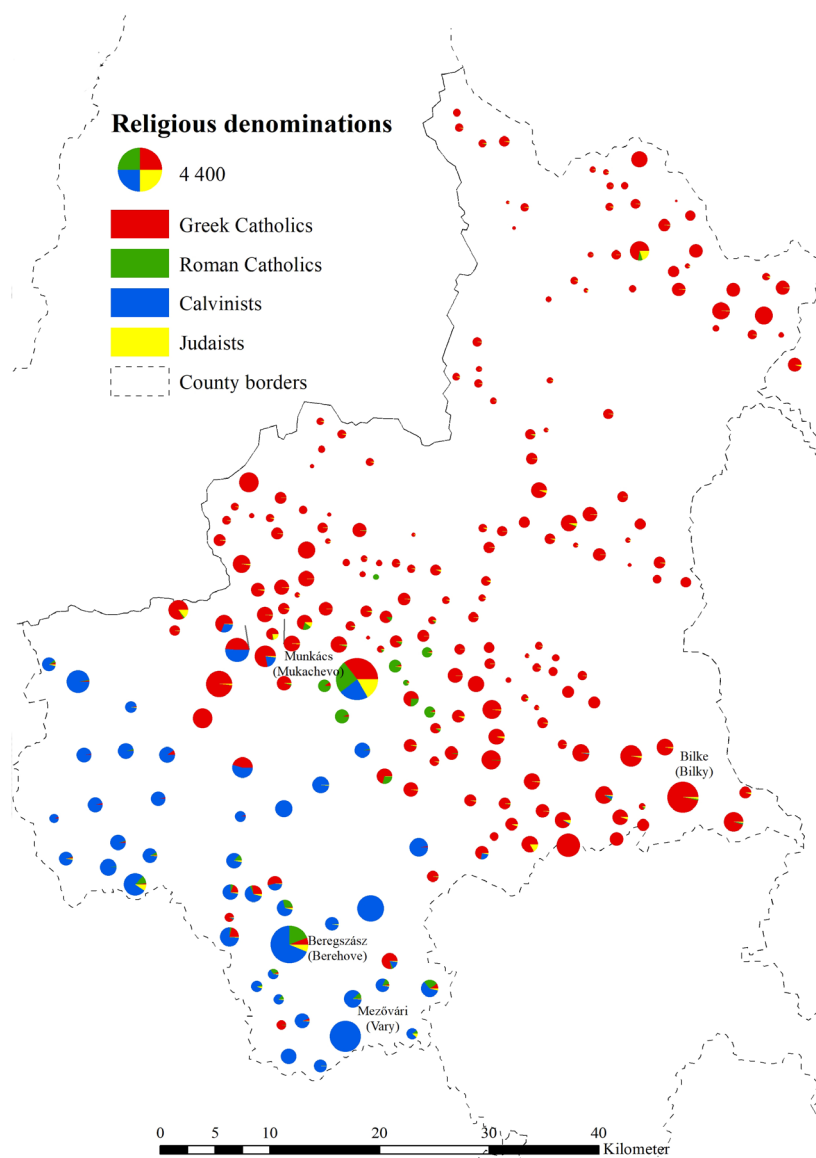 Religious denominations
4 400
Greek Catholics
Roman Catholics
Calvinists
Judaists
County borders
Munkács
(Mukachevo)
Bilke
(Bilky)
Beregszász
(Berehove)
Mezővári
(Vary)
0 5 10 20 30 40
Kilometer